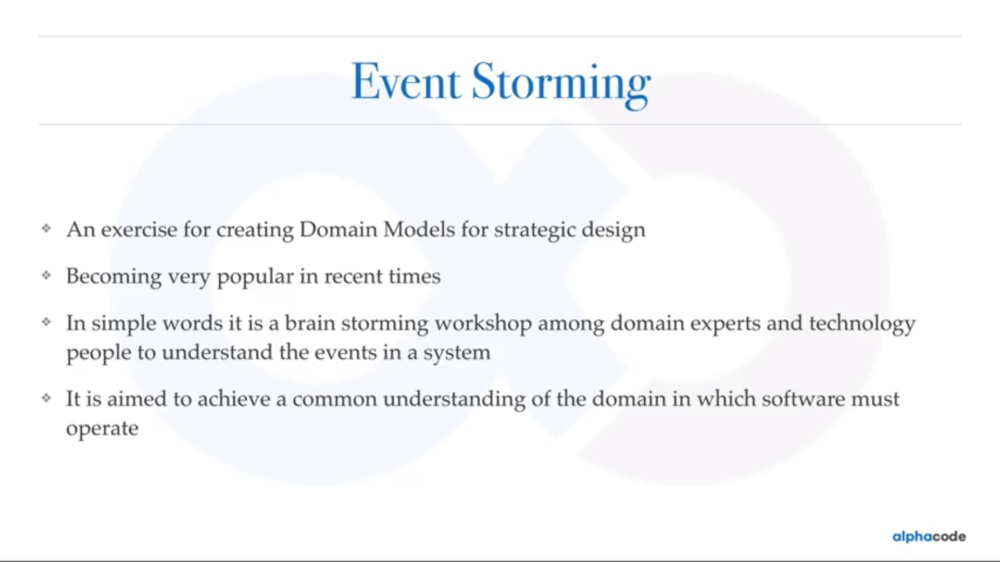 Event Storming
❖ An exercise for creating Domain Models for strategic design
❖ Becoming very popular in recent times
❖ In simple words it is a brain storming workshop among domain experts and technology
people to understand the events in a system
❖ It is aimed to achieve a common understanding of the domain in which software must
operate
alphacode